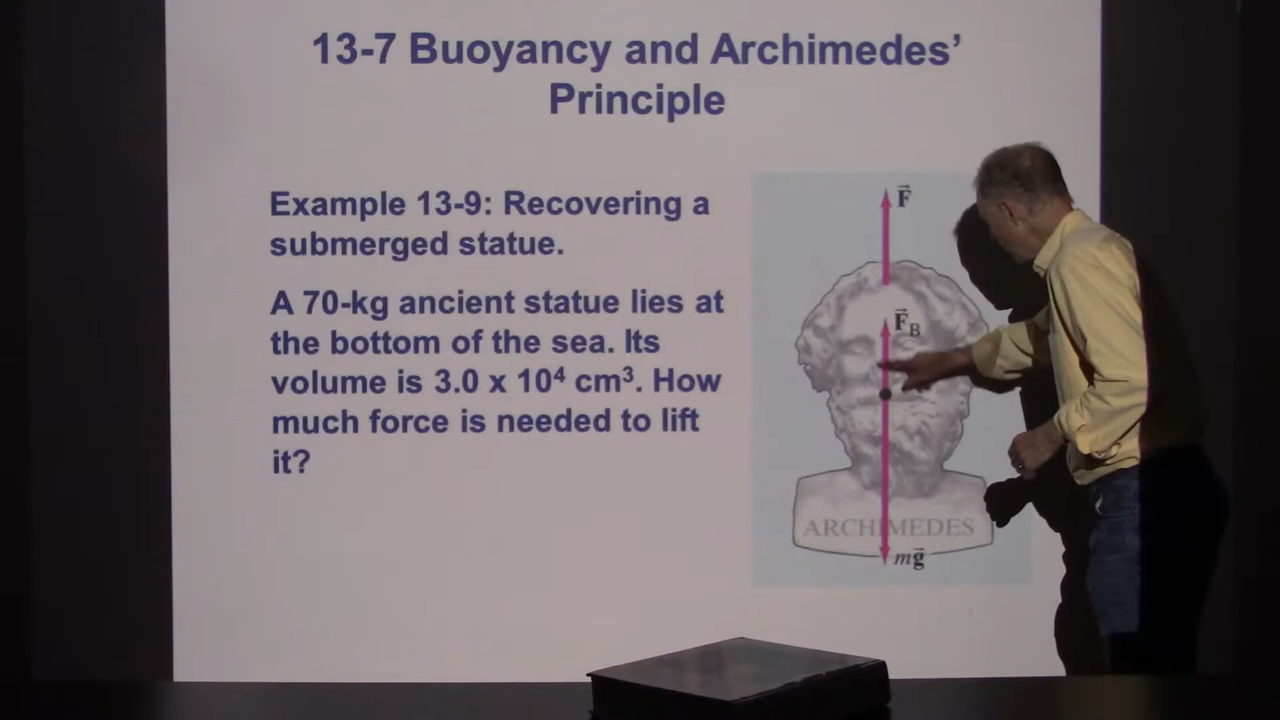 13-7 Buoyancy and Archimedes’
Principle
Example 13-9: Recovering a
submerged statue.
A 70-kg ancient statue lies at
the bottom of the sea. Its
volume is 3.0 x 10⁴ cm³. How
much force is needed to lift
it?
F⃗
F⃗_B
ARCHIMEDES
mg⃗